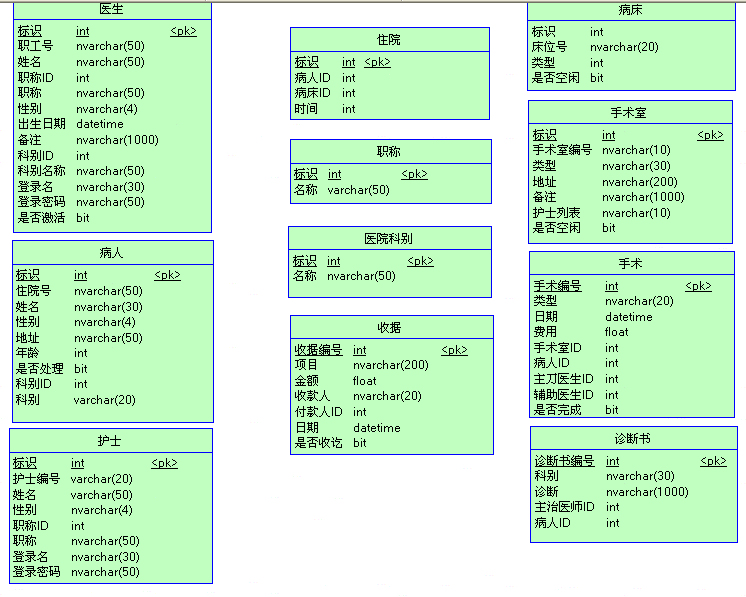 医生
标识 int <pk>
职工号 nvarchar(50)
姓名 nvarchar(50)
职称ID int
职称 nvarchar(50)
性别 nvarchar(4)
出生日期 datetime
备注 nvarchar(1000)
科别ID int
科别名称 nvarchar(50)
登录名 nvarchar(30)
登录密码 nvarchar(50)
是否激活 bit
病人
标识 int <pk>
住院号 nvarchar(50)
姓名 nvarchar(30)
性别 nvarchar(4)
地址 nvarchar(50)
年龄 int
是否处理 bit
科别ID int
科别 varchar(20)
护士
标识 int <pk>
护士编号 varchar(20)
姓名 varchar(50)
性别 nvarchar(4)
职称ID int
职称 nvarchar(50)
登录名 nvarchar(30)
登录密码 nvarchar(50)
住院
标识 int <pk>
病人ID int
病床ID int
时间 int
职称
标识 int <pk>
名称 varchar(50)
医院科别
标识 int <pk>
名称 nvarchar(50)
收据
收据编号 int <pk>
项目 nvarchar(200)
金额 float
收款人 nvarchar(20)
付款人ID int
日期 datetime
是否收讫 bit
病床
标识 int
床位号 nvarchar(20)
类型 int
是否空闲 bit
手术室
标识 int <pk>
手术室编号 nvarchar(10)
类型 nvarchar(30)
地址 nvarchar(200)
备注 nvarchar(1000)
护士列表 nvarchar(10)
是否空闲 bit
手术
手术编号 int <pk>
类型 nvarchar(20)
日期 datetime
费用 float
手术室ID int
病人ID int
主刀医生ID int
辅助医生ID int
是否完成 bit
诊断书
诊断书编号 int <pk>
科别 nvarchar(30)
诊断 nvarchar(1000)
主治医师ID int
病人ID int